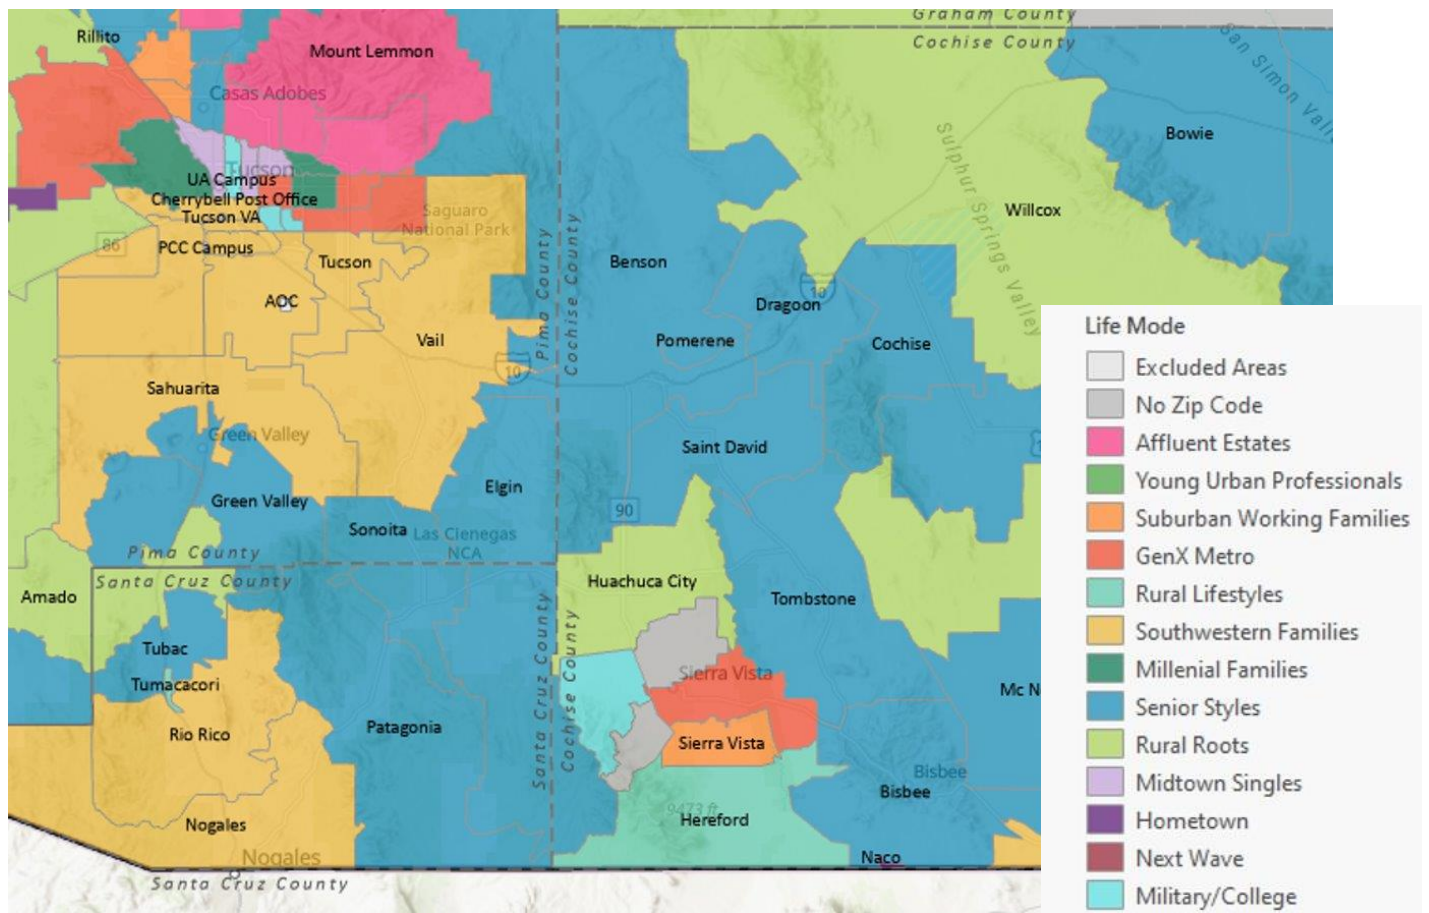 Graham County
Cochise County
Rillito
Mount Lemmon
Casas Adobes
San Simon Vall
Bowie
Sulphur Springs Valley
Tucson
UA Campus
Cherrybell Post Office
Tucson VA
Saguaro
National Park
Willcox
86
PCC Campus
Tucson
Pima County
Cochise County
Benson
AOC
Dragoon
10
Vail
Pomerene
Cochise
10
Sahuarita
Green Valley
Saint David
Green Valley
Elgin
90
Sonoita
Las Cienegas
NCA
Pima County
Santa Cruz County
Huachuca City
Amado
Tombstone
Tubac
Santa Cruz County
Cochise County
Sierra Vista
Tumacacori
Mc N
Rio Rico
Patagonia
Sierra Vista
Bisbee
Bisbee
Nogales
9473 ft
Hereford
Nogales
Naco
Santa Cruz County
Life Mode
Excluded Areas
No Zip Code
Affluent Estates
Young Urban Professionals
Suburban Working Families
GenX Metro
Rural Lifestyles
Southwestern Families
Millenial Families
Senior Styles
Rural Roots
Midtown Singles
Hometown
Next Wave
Military/College